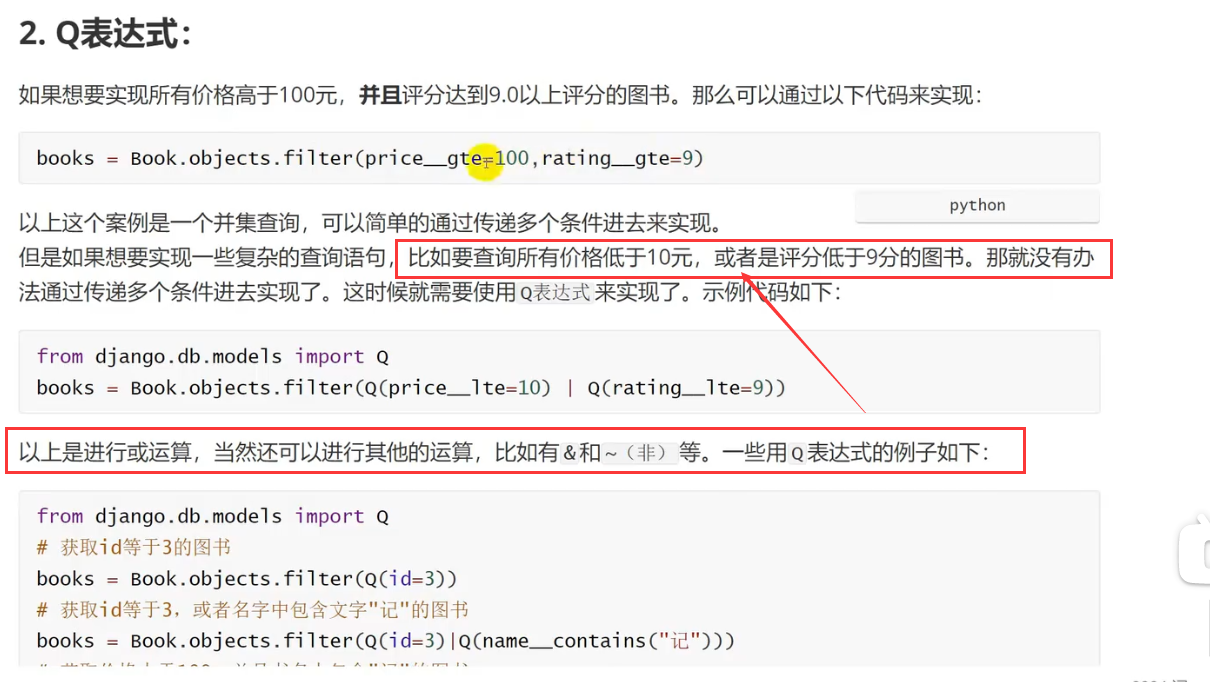 2. Q表达式：
如果想要实现所有价格高于100元，并且评分达到9.0以上评分的图书。那么可以通过以下代码来实现：
books = Book.objects.filter(price__gte=100,rating__gte=9)
python
以上这个案例是一个并集查询，可以简单的通过传递多个条件进去来实现。
但是如果想要实现一些复杂的查询语句，比如要查询所有价格低于10元，或者是评分低于9分的图书。那就没有办
法通过传递多个条件进去实现了。这时候就需要使用Q表达式来实现了。示例代码如下：
from django.db.models import Q
books = Book.objects.filter(Q(price__lte=10) | Q(rating__lte=9))
以上是进行或运算，当然还可以进行其他的运算，比如有&和~（非）等。一些用Q表达式的例子如下：
from django.db.models import Q
# 获取id等于3的图书
books = Book.objects.filter(Q(id=3))
# 获取id等于3，或者名字中包含文字"记"的图书
books = Book.objects.filter(Q(id=3)|Q(name__contains("记")))